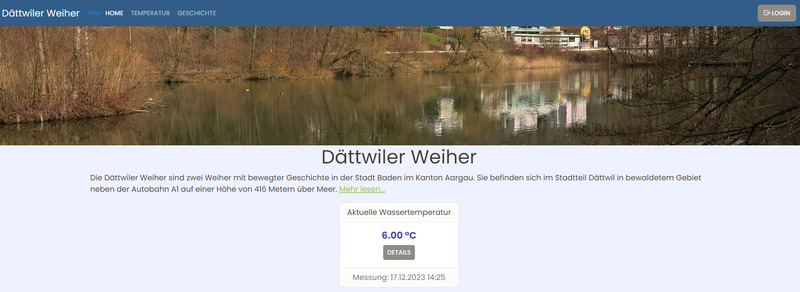 Dättwiler Weiher HOME TEMPERATUR GESCHICHTE LOGIN
Dättwiler Weiher
Die Dättwiler Weiher sind zwei Weiher mit bewegter Geschichte in der Stadt Baden im Kanton Aargau. Sie befinden sich im Stadtteil Dättwil in bewaldetem Gebiet
neben der Autobahn A1 auf einer Höhe von 416 Metern über Meer. Mehr lesen...
Aktuelle Wassertemperatur
6.00 °C
DETAILS
Messung: 17.12.2023 14:25